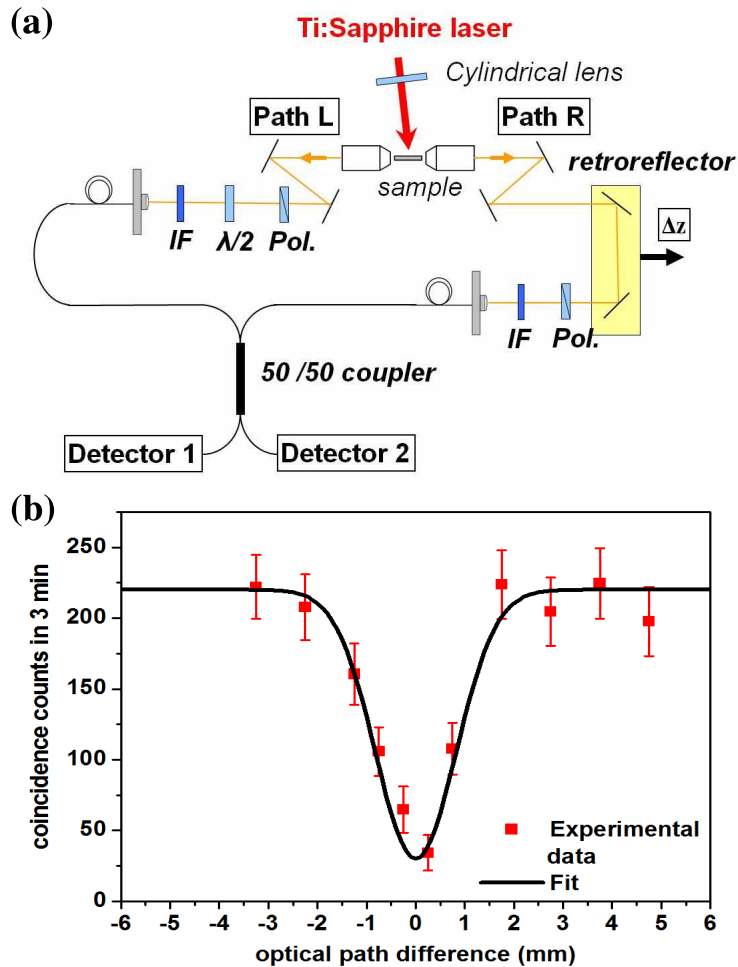 (a)
Ti:Sapphire laser
Cylindrical lens
Path L
Path R
retroreflector
sample
Δz
IF
λ/2
Pol.
IF
Pol.
50 /50 coupler
Detector 1
Detector 2
(b)
coincidence counts in 3 min
250
200
150
100
50
0
Experimental
data
Fit
-6 -5 -4 -3 -2 -1 0 1 2 3 4 5 6
optical path difference (mm)